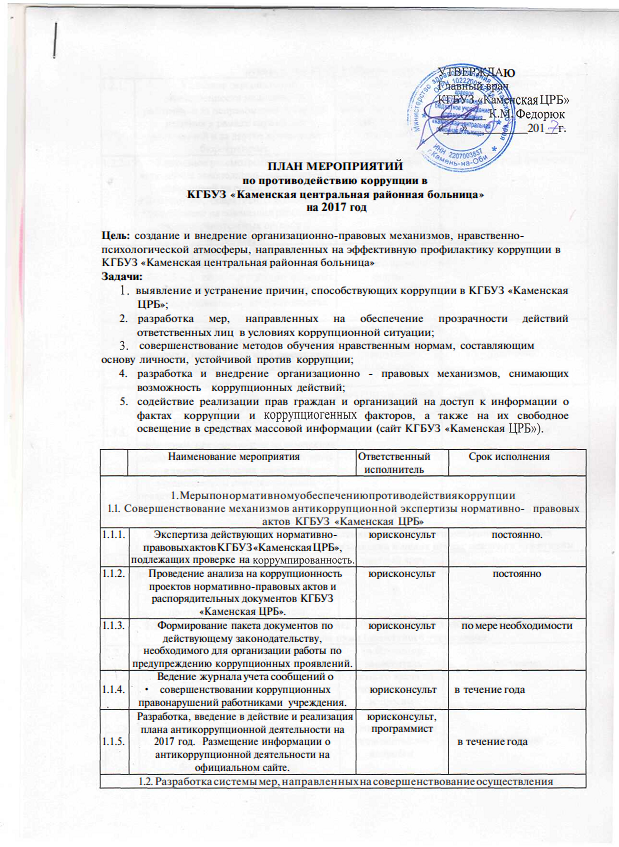 УТВЕРЖДАЮ
Главный врач
КГБУЗ «Каменская ЦРБ»
К.М. Федорюк
201 7 г.
ИНН 2207003637
г.Камень-на-Оби
ПЛАН МЕРОПРИЯТИЙ
по противодействию коррупции в
КГБУЗ «Каменская центральная районная больница»
на 2017 год
Цель: создание и внедрение организационно-правовых механизмов, нравственно-
психологической атмосферы, направленных на эффективную профилактику коррупции в
КГБУЗ «Каменская центральная районная больница»
Задачи:
1. выявление и устранение причин, способствующих коррупции в КГБУЗ «Каменская
ЦРБ»;
2. разработка мер, направленных на обеспечение прозрачности действий
ответственных лиц в условиях коррупционной ситуации;
3. совершенствование методов обучения нравственным нормам, составляющим
основу личности, устойчивой против коррупции;
4. разработка и внедрение организационно - правовых механизмов, снимающих
возможность коррупционных действий;
5. содействие реализации прав граждан и организаций на доступ к информации о
фактах коррупции и коррупциогенных факторов, а также на их свободное
освещение в средствах массовой информации (сайт КГБУЗ «Каменская ЦРБ»).
Наименование мероприятия Ответственный Срок исполнения
исполнитель
1.Мерыпонормативномуобеспечениюпротиводействиякоррупции
1.1. Совершенствование механизмов антикоррупционной экспертизы нормативно- правовых
актов КГБУЗ «Каменская ЦРБ»
1.1.1. Экспертиза действующих нормативно- юрисконсульт постоянно.
правовыхактовКГБУЗ«КаменскаяЦРБ»,
подлежащих проверке на коррумпированность.
1.1.2. Проведение анализа на коррупционность юрисконсульт постоянно
проектов нормативно-правовых актов и
распорядительных документов КГБУЗ
«Каменская ЦРБ».
1.1.3. Формирование пакета документов по юрисконсульт по мере необходимости
действующему законодательству,
необходимого для организации работы по
предупреждению коррупционных проявлений.
Ведение журнала учета сообщений о
1.1.4. • совершенствовании коррупционных юрисконсульт в течение года
правонарушений работниками учреждения.
Разработка, введение в действие и реализация юрисконсульт,
плана антикоррупционной деятельности на программист
1.1.5. 2017 год. Размещение информации о в течение года
антикоррупционной деятельности на
официальном сайте.
1.2. Разработка системы мер, направленных на совершенствование осуществления